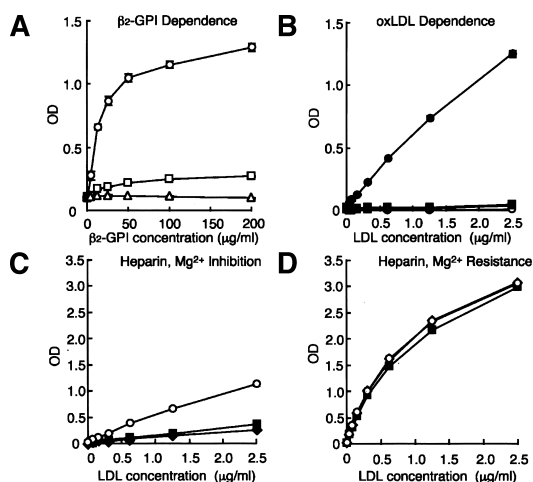 A
β2-GPI Dependence
1.5
1.0
0.5
0
OD
0 50 100 150 200
β2-GPI concentration (µg/ml)
B
oxLDL Dependence
1.5
1.0
0.5
0
OD
0 0.5 1.0 1.5 2.0 2.5
LDL concentration (µg/ml)
C
Heparin, Mg2+ Inhibition
3.5
3.0
2.5
2.0
1.5
1.0
0.5
0
OD
0 0.5 1.0 1.5 2.0 2.5
LDL concentration (µg/ml)
D
Heparin, Mg2+ Resistance
3.5
3.0
2.5
2.0
1.5
1.0
0.5
0
OD
0 0.5 1.0 1.5 2.0 2.5
LDL concentration (µg/ml)